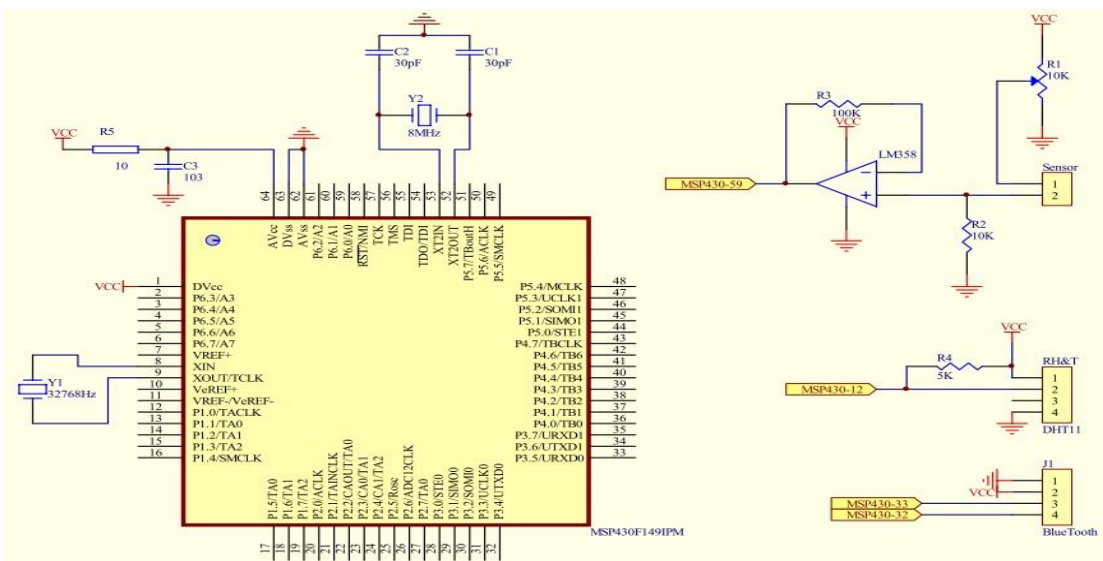 C2
30pF
C1
30pF
Y2
8MHz
VCC
R5
10
C3
103
64
63
62
61
60
59
58
57
56
55
54
53
52
51
50
49
AVcc
DVss
AVss
P6.2/A2
P6.1/A1
P6.0/A0
RST/NMI
TCK
TMS
TDI
TDO/TDI
XT2IN
XT2OUT
P5.7/TBoutH
P5.6/ACLK
P5.5/SMCLK
VCC
1 DVcc
2 P6.3/A3
3 P6.4/A4
4 P6.5/A5
5 P6.6/A6
6 P6.7/A7
7 VREF+
8 XIN
9 XOUT/TCLK
10 VeREF+
11 VREF-/VeREF-
12 P1.0/TACLK
13 P1.1/TA0
14 P1.2/TA1
15 P1.3/TA2
16 P1.4/SMCLK
Y1
32768Hz
P5.4/MCLK 48
P5.3/UCLK1 47
P5.2/SOMI1 46
P5.1/SIMO1 45
P5.0/STE1 44
P4.7/TBCLK 43
P4.6/TB6 42
P4.5/TB5 41
P4.4/TB4 40
P4.3/TB3 39
P4.2/TB2 38
P4.1/TB1 37
P4.0/TB0 36
P3.7/URXD1 35
P3.6/UTXD1 34
P3.5/URXD0 33
P1.5/TA0
P1.6/TA1
P1.7/TA2
P2.0/ACLK
P2.1/TAINCLK
P2.2/CAOUT/TA0
P2.3/CA0/TA1
P2.4/CA1/TA2
P2.5/Rosc
P2.6/ADC12CLK
P2.7/TA0
P3.0/STE0
P3.1/SIMO0
P3.2/SOMI0
P3.3/UCLK0
P3.4/UTXD0
17
18
19
20
21
22
23
24
25
26
27
28
29
30
31
32
MSP430F149IPM
VCC
R1
10K
R3
100K
VCC
LM358
MSP430-59
Sensor
1
2
R2
10K
VCC
R4
5K
RH&T
MSP430-12
1
2
3
4
DHT11
J1
VCC
MSP430-33
MSP430-32
1
2
3
4
BlueTooth